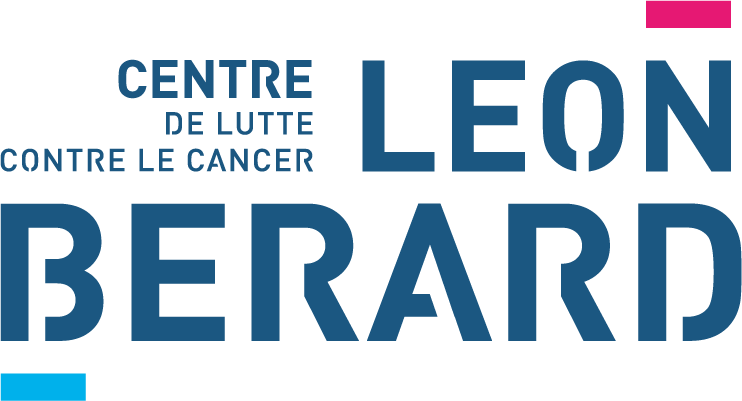 CENTRE
DE LUTTE
CONTRE LE CANCER
LEON
BERARD